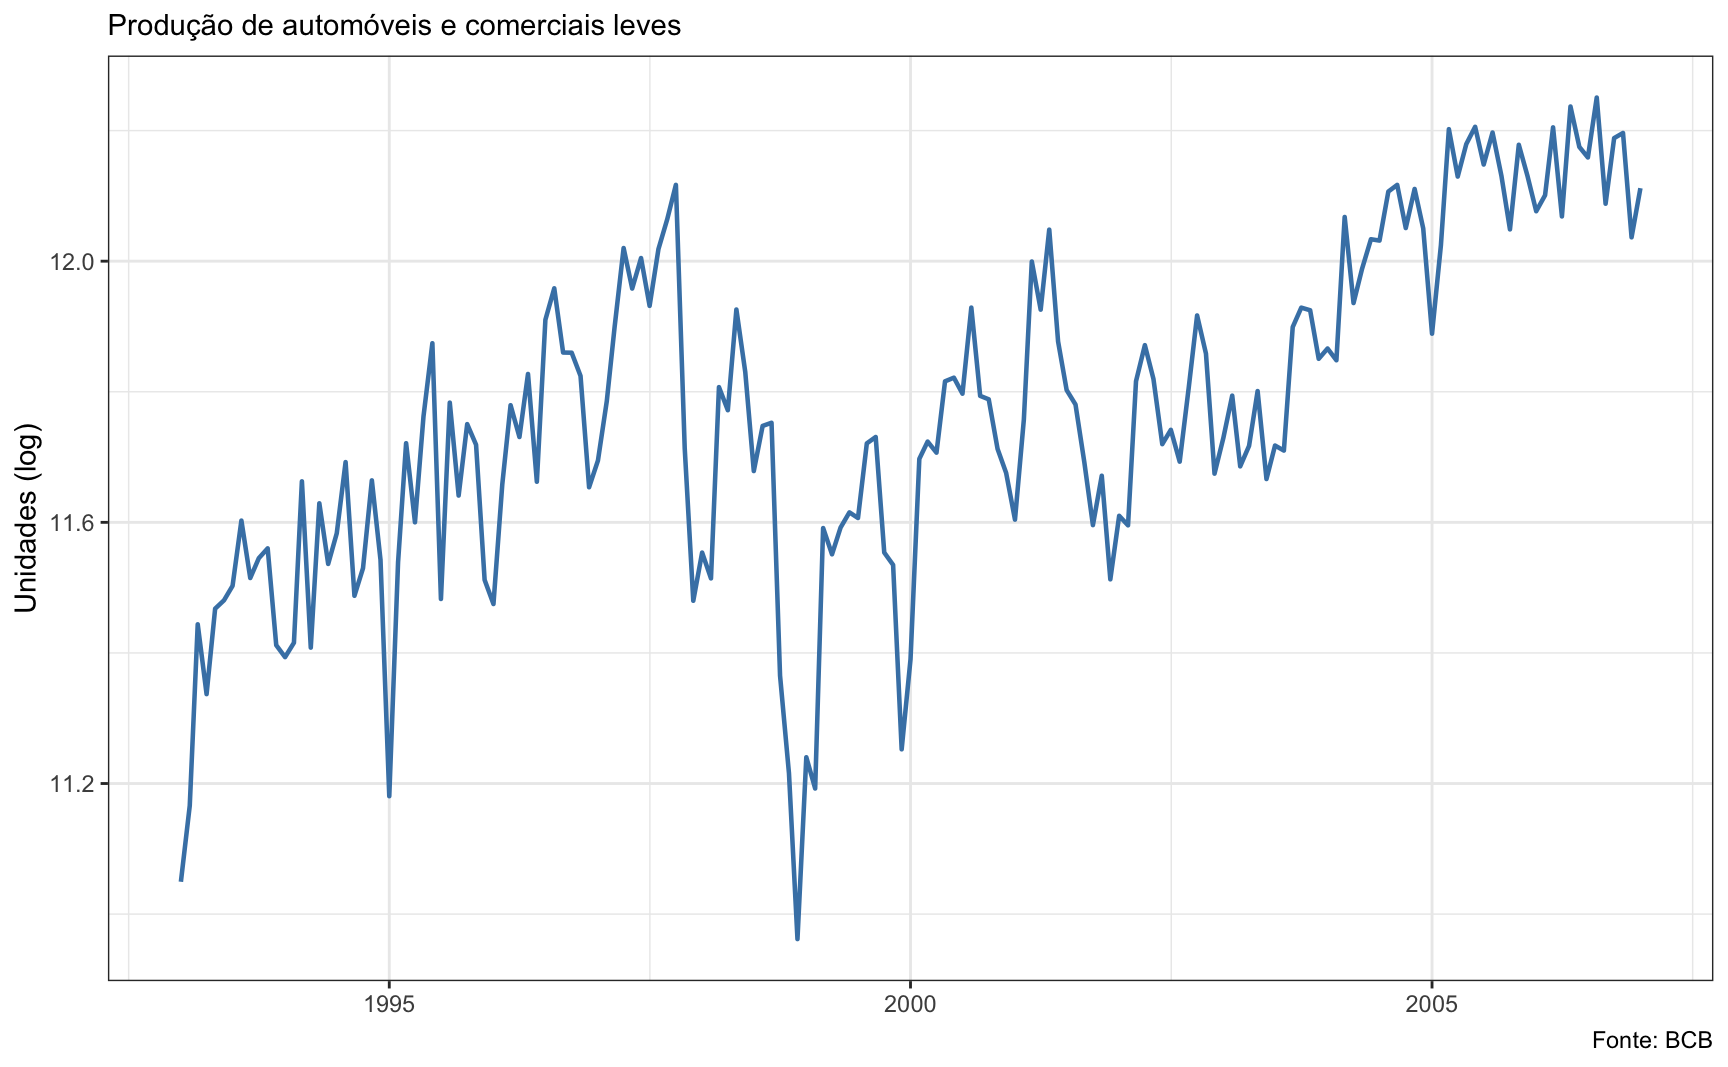 Produção de automóveis e comerciais leves
Unidades (log)
12.0
11.6
11.2
1995
2000
2005
Fonte: BCB